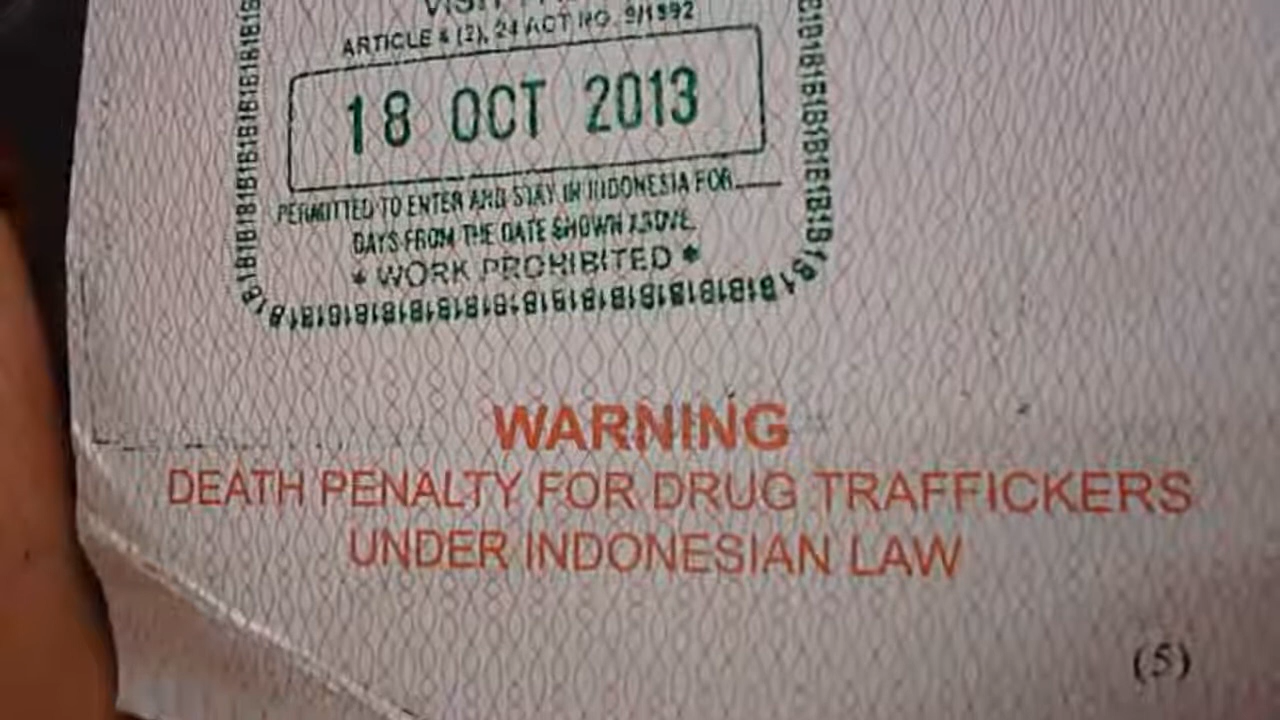 VISIT
ARTICLE 4 (2), 24 ACT NO. 9/1992
18 OCT 2013
PERMITTED TO ENTER AND STAY IN INDONESIA FOR
DAYS FROM THE DATE SHOWN ABOVE.
* WORK PROHIBITED *
WARNING
DEATH PENALTY FOR DRUG TRAFFICKERS
UNDER INDONESIAN LAW
(5)